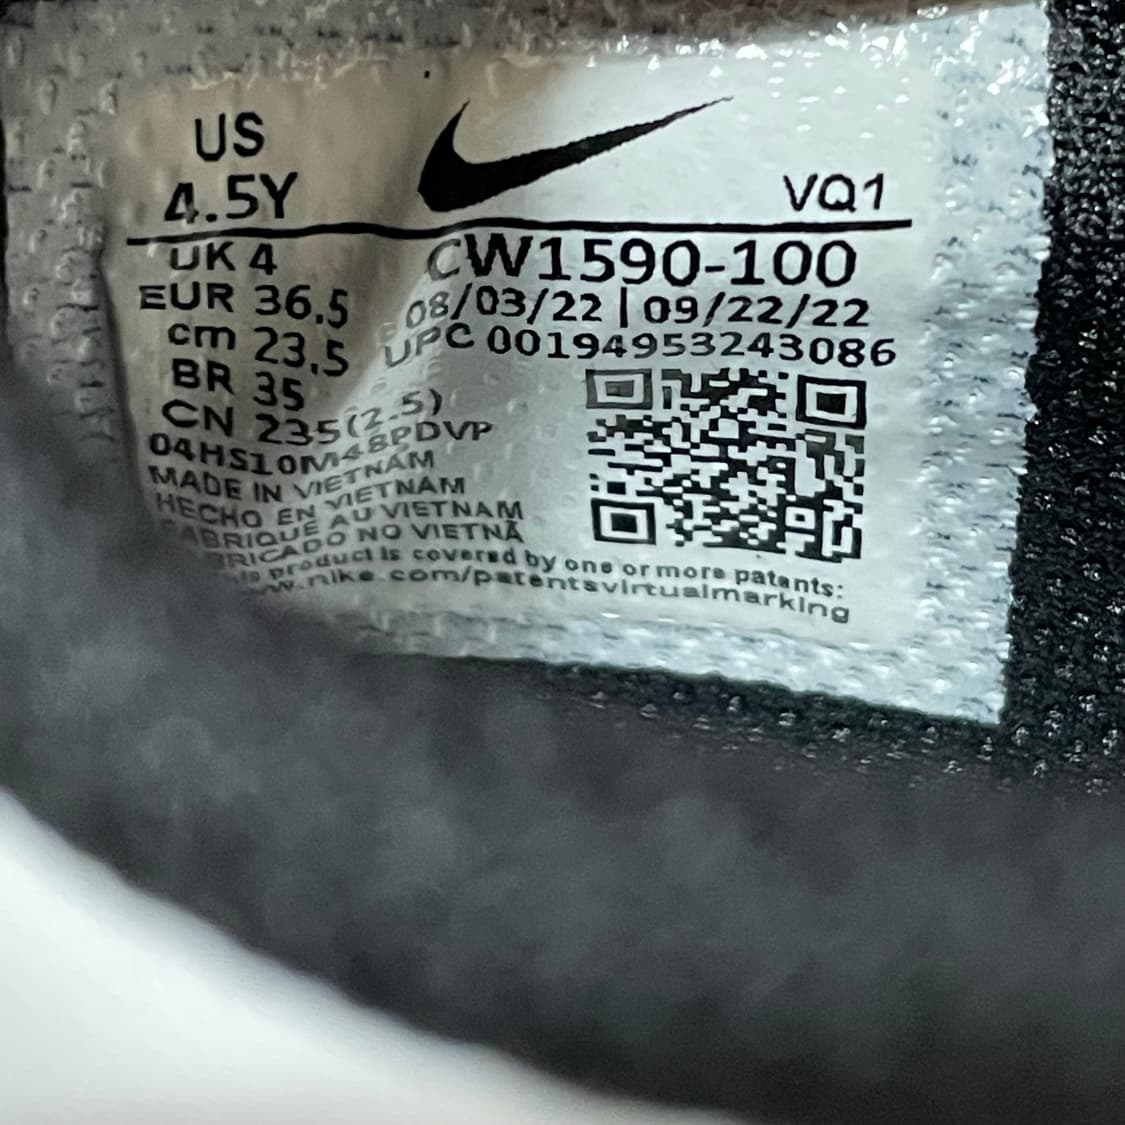 US
4.5Y
VQ1
UK 4
EUR 36.5
cm 23.5
BR 35
CN 235(2.5)
CW1590-100
08/03/22 | 09/22/22
UPC 00194953243086
04HS10M48PDVP
MADE IN VIETNAM
HECHO EN VIETNAM
FABRIQUÉ AU VIETNAM
FABRICADO NO VIETNÃ
This product is covered by one or more patents:
www.nike.com/patentsvirtualmarking